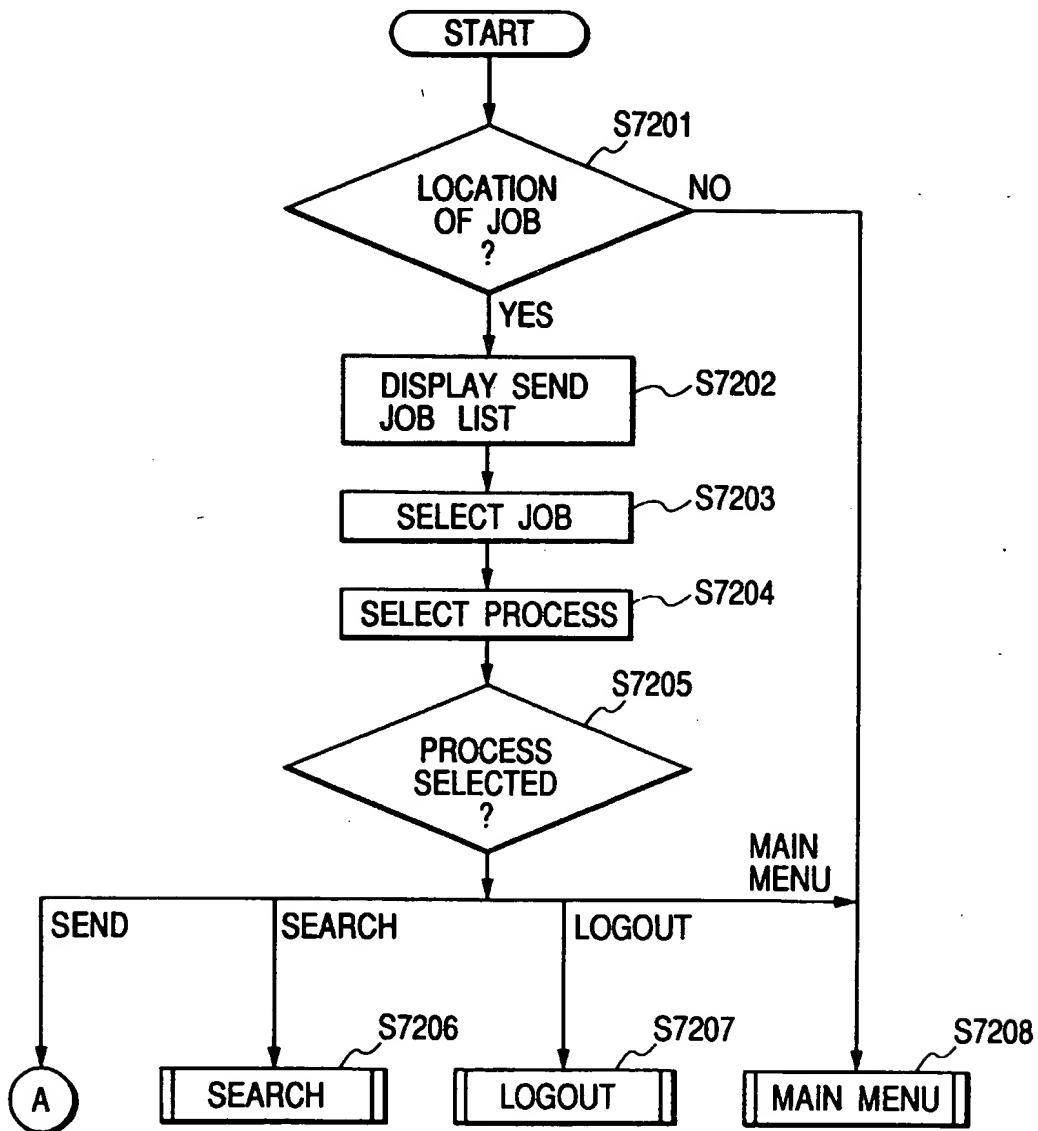 START
S7201
LOCATION
OF JOB
?
NO
YES
DISPLAY SEND
JOB LIST
S7202
SELECT JOB
S7203
SELECT PROCESS
S7204
S7205
PROCESS
SELECTED
?
MAIN
MENU
SEND
SEARCH
LOGOUT
S7206
S7207
S7208
A
SEARCH
LOGOUT
MAIN MENU